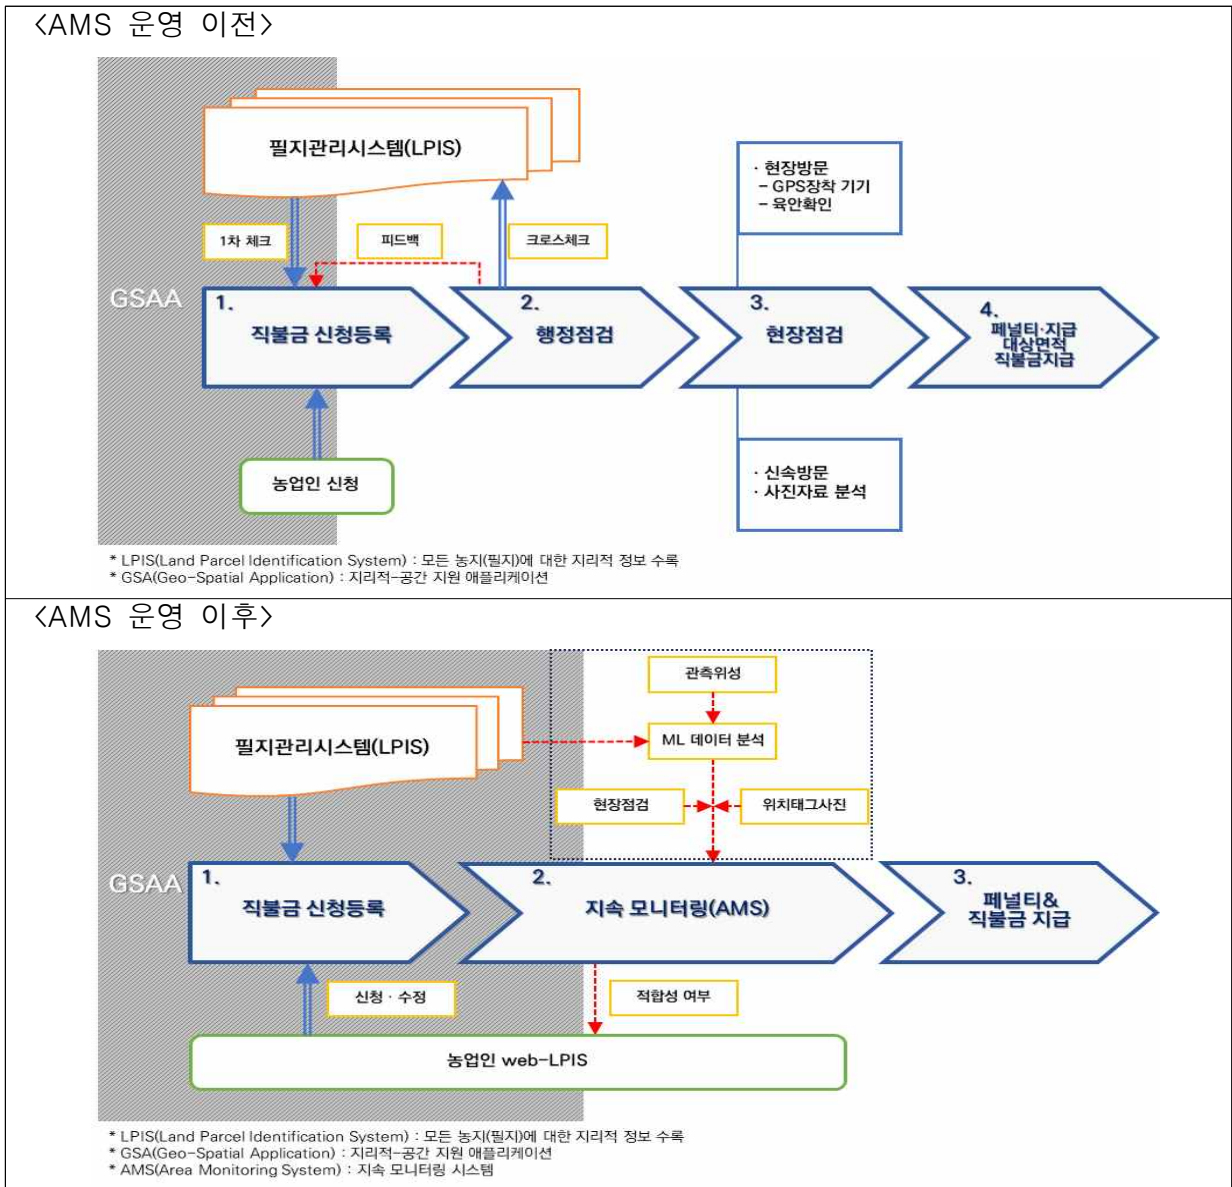 <AMS 운영 이전>
필지관리시스템(LPIS)
· 현장방문
- GPS장착 기기
- 육안확인
1차 체크
피드백
크로스체크
GSAA
1.
직불금 신청등록
2.
행정점검
3.
현장점검
4.
페널티·지급
대상면적
직불금지급
농업인 신청
· 신속방문
· 사진자료 분석
* LPIS(Land Parcel Identification System) : 모든 농지(필지)에 대한 지리적 정보 수록
* GSA(Geo-Spatial Application) : 지리적-공간 지원 애플리케이션
<AMS 운영 이후>
관측위성
필지관리시스템(LPIS)
ML 데이터 분석
현장점검
위치태그사진
GSAA
1.
직불금 신청등록
2.
지속 모니터링(AMS)
3.
페널티&
직불금 지급
신청 · 수정
적합성 여부
농업인 web-LPIS
* LPIS(Land Parcel Identification System) : 모든 농지(필지)에 대한 지리적 정보 수록
* GSA(Geo-Spatial Application) : 지리적-공간 지원 애플리케이션
* AMS(Area Monitoring System) : 지속 모니터링 시스템